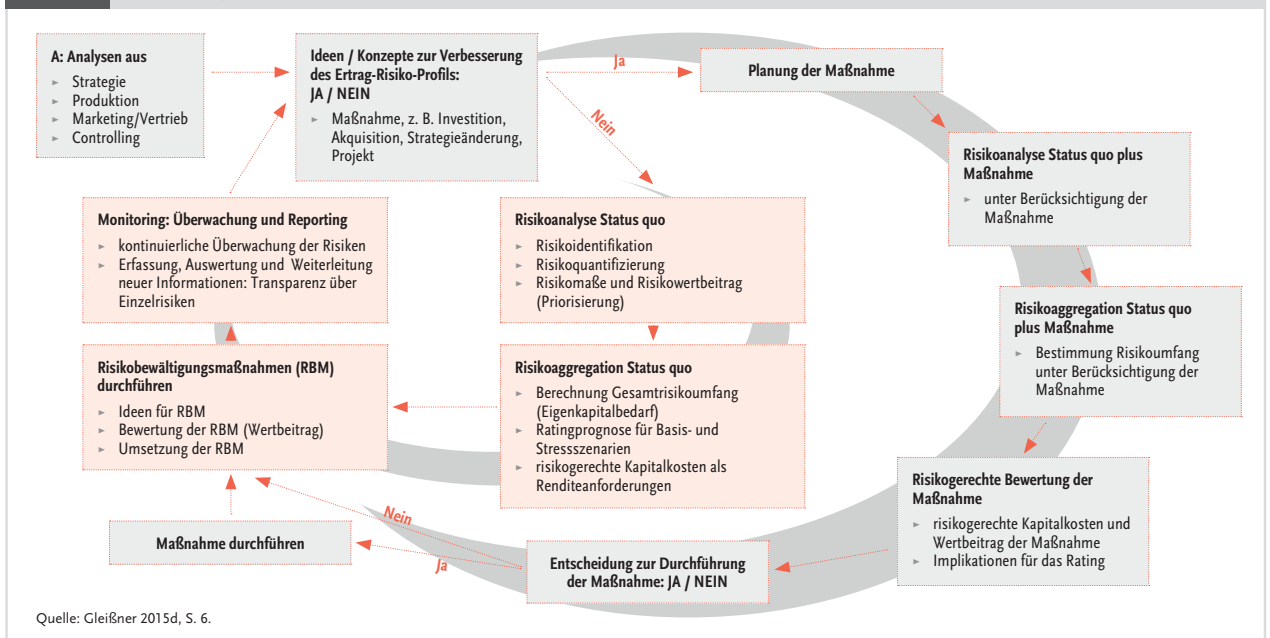 A: Analysen aus
► Strategie
► Produktion
► Marketing/Vertrieb
► Controlling
Ideen / Konzepte zur Verbesserung
des Ertrag-Risiko-Profils:
JA / NEIN
► Maßnahme, z. B. Investition,
Akquisition, Strategieänderung,
Projekt
Ja
Nein
Planung der Maßnahme
Risikoanalyse Status quo plus
Maßnahme
► unter Berücksichtigung der
Maßnahme
Monitoring: Überwachung und Reporting
► kontinuierliche Überwachung der Risiken
► Erfassung, Auswertung und Weiterleitung
neuer Informationen: Transparenz über
Einzelrisiken
Risikoanalyse Status quo
► Risikoidentifikation
► Risikoquantifizierung
► Risikomaße und Risikowertbeitrag
(Priorisierung)
Risikoaggregation Status quo
plus Maßnahme
► Bestimmung Risikoumfang
unter Berücksichtigung der
Maßnahme
Risikobewältigungsmaßnahmen (RBM)
durchführen
► Ideen für RBM
► Bewertung der RBM (Wertbeitrag)
► Umsetzung der RBM
Risikoaggregation Status quo
► Berechnung Gesamtrisikoumfang
(Eigenkapitalbedarf)
► Ratingprognose für Basis- und
Stressszenarien
► risikogerechte Kapitalkosten als
Renditeanforderungen
Risikogerechte Bewertung der
Maßnahme
► risikogerechte Kapitalkosten und
Wertbeitrag der Maßnahme
► Implikationen für das Rating
Nein
Ja
Maßnahme durchführen
Entscheidung zur Durchführung
der Maßnahme: JA / NEIN
Quelle: Gleißner 2015d, S. 6.